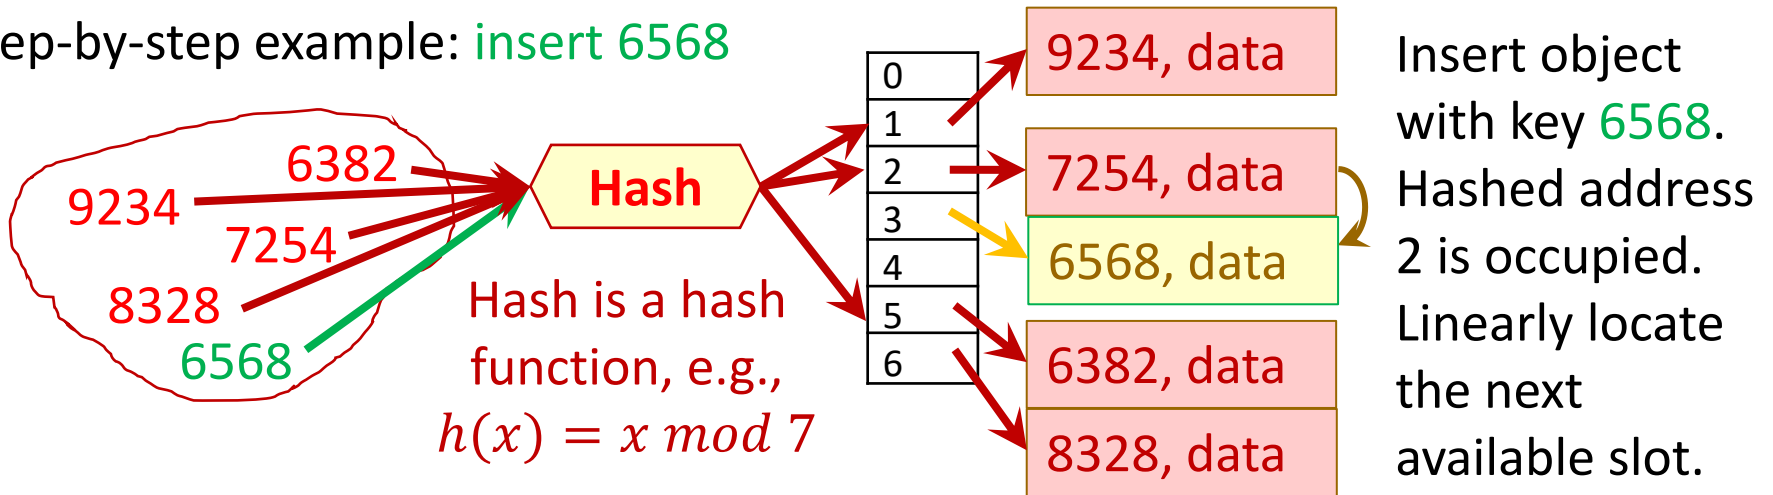 ep-by-step example: insert 6568
6382
9234
7254
8328
6568
Hash
Hash is a hash
function, e.g.,
h(x) = x mod 7
0
1
2
3
4
5
6
9234, data
7254, data
6568, data
6382, data
8328, data
Insert object
with key 6568.
Hashed address
2 is occupied.
Linearly locate
the next
available slot.